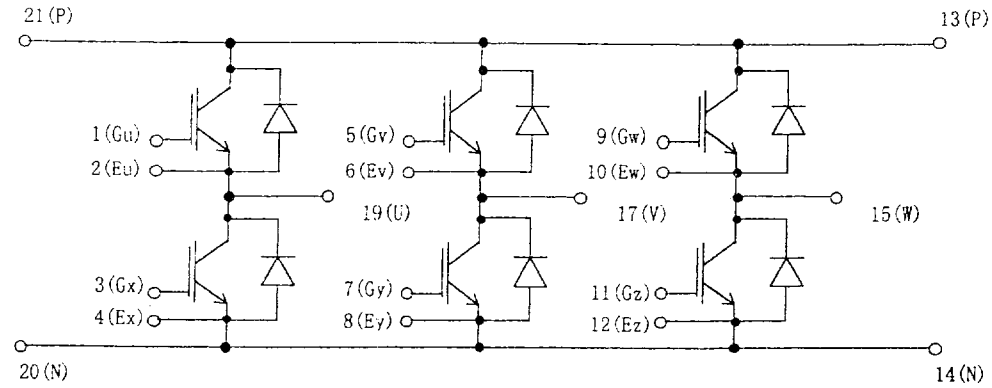 21(P)
13(P)
1(Gu)
5(Gv)
9(Gw)
2(Eu)
6(Ev)
10(Ew)
19(U)
17(V)
15(W)
3(Gx)
7(Gy)
11(Gz)
4(Ex)
8(Ey)
12(Ez)
20(N)
14(N)